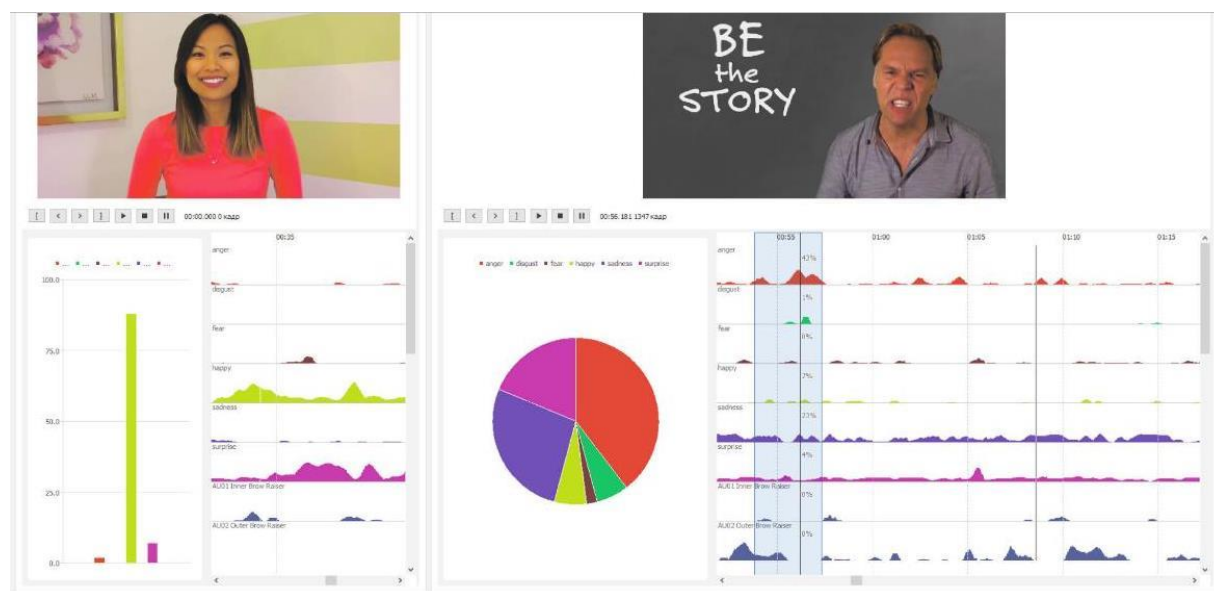 BE
the
STORY
00:00.000 0 кадр
00:56.181 1347 кадр
100.0
75.0
50.0
25.0
0.0
00:35
anger
disgust
fear
happy
sadness
surprise
AU01 Inner Brow Raiser
AU02 Outer Brow Raiser
anger disgust fear happy sadness surprise
00:55 01:00 01:05 01:10 01:15
anger
43%
disgust
1%
fear
0%
happy
2%
sadness
23%
surprise
4%
AU01 Inner Brow Raiser
0%
AU02 Outer Brow Raiser
0%